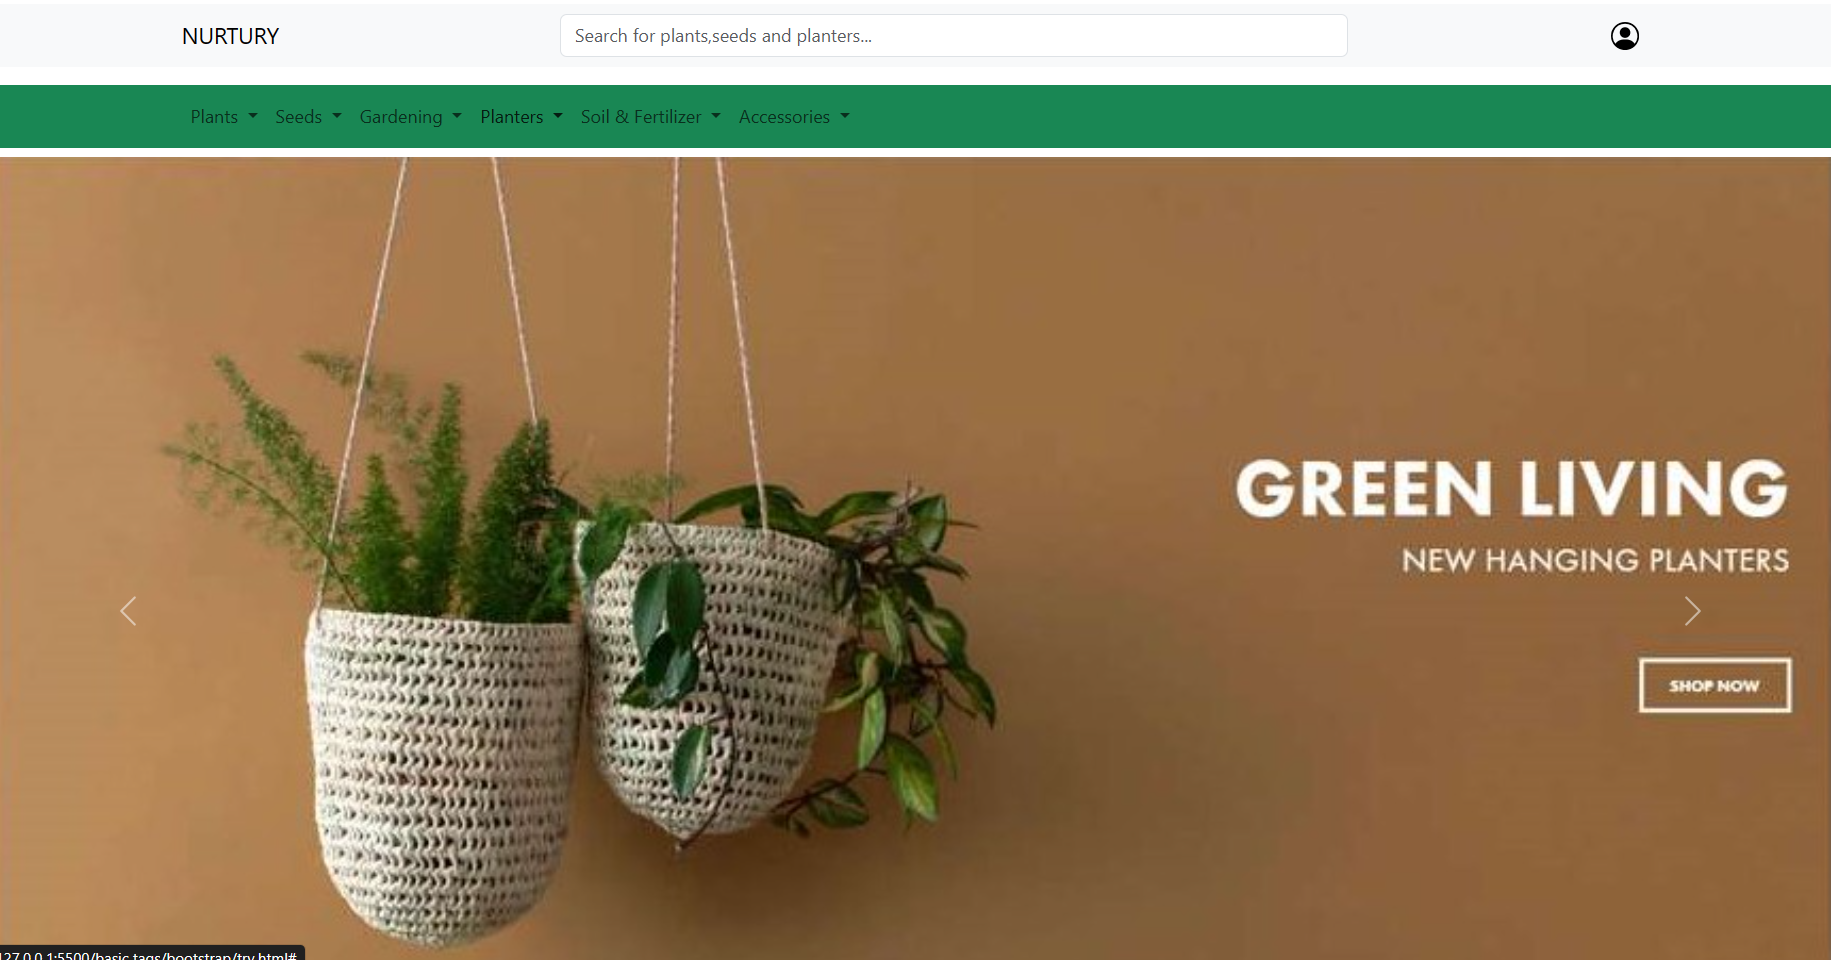 NURTURY
Search for plants,seeds and planters...
Plants Seeds Gardening Planters Soil & Fertilizer Accessories
GREEN LIVING
NEW HANGING PLANTERS
SHOP NOW
127.0.0.1:5500/basic tags/bootstrap/try.html#